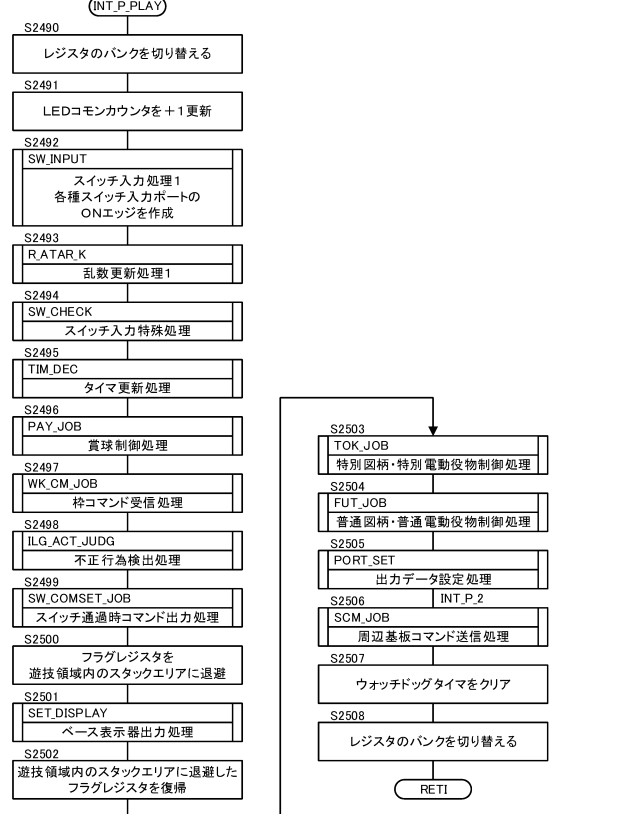 INT_P_PLAY
S2490
レジスタのバンクを切り替える
S2491
LEDコモンカウンタを+1更新
S2492
SW_INPUT
スイッチ入力処理1
各種スイッチ入力ポートの
ONエッジを作成
S2493
R_ATAR_K
乱数更新処理1
S2494
SW_CHECK
スイッチ入力特殊処理
S2495
TIM_DEC
タイマ更新処理
S2496
PAY_JOB
賞球制御処理
S2497
WK_CM_JOB
枠コマンド受信処理
S2498
ILG_ACT_JUDG
不正行為検出処理
S2499
SW_COMSET_JOB
スイッチ通過時コマンド出力処理
S2500
フラグレジスタを
遊技領域内のスタックエリアに退避
S2501
SET_DISPLAY
ベース表示器出力処理
S2502
遊技領域内のスタックエリアに退避した
フラグレジスタを復帰
S2503
TOK_JOB
特別図柄・特別電動役物制御処理
S2504
FUT_JOB
普通図柄・普通電動役物制御処理
S2505
PORT_SET
出力データ設定処理
S2506
INT_P_2
SCM_JOB
周辺基板コマンド送信処理
S2507
ウォッチドッグタイマをクリア
S2508
レジスタのバンクを切り替える
RETI